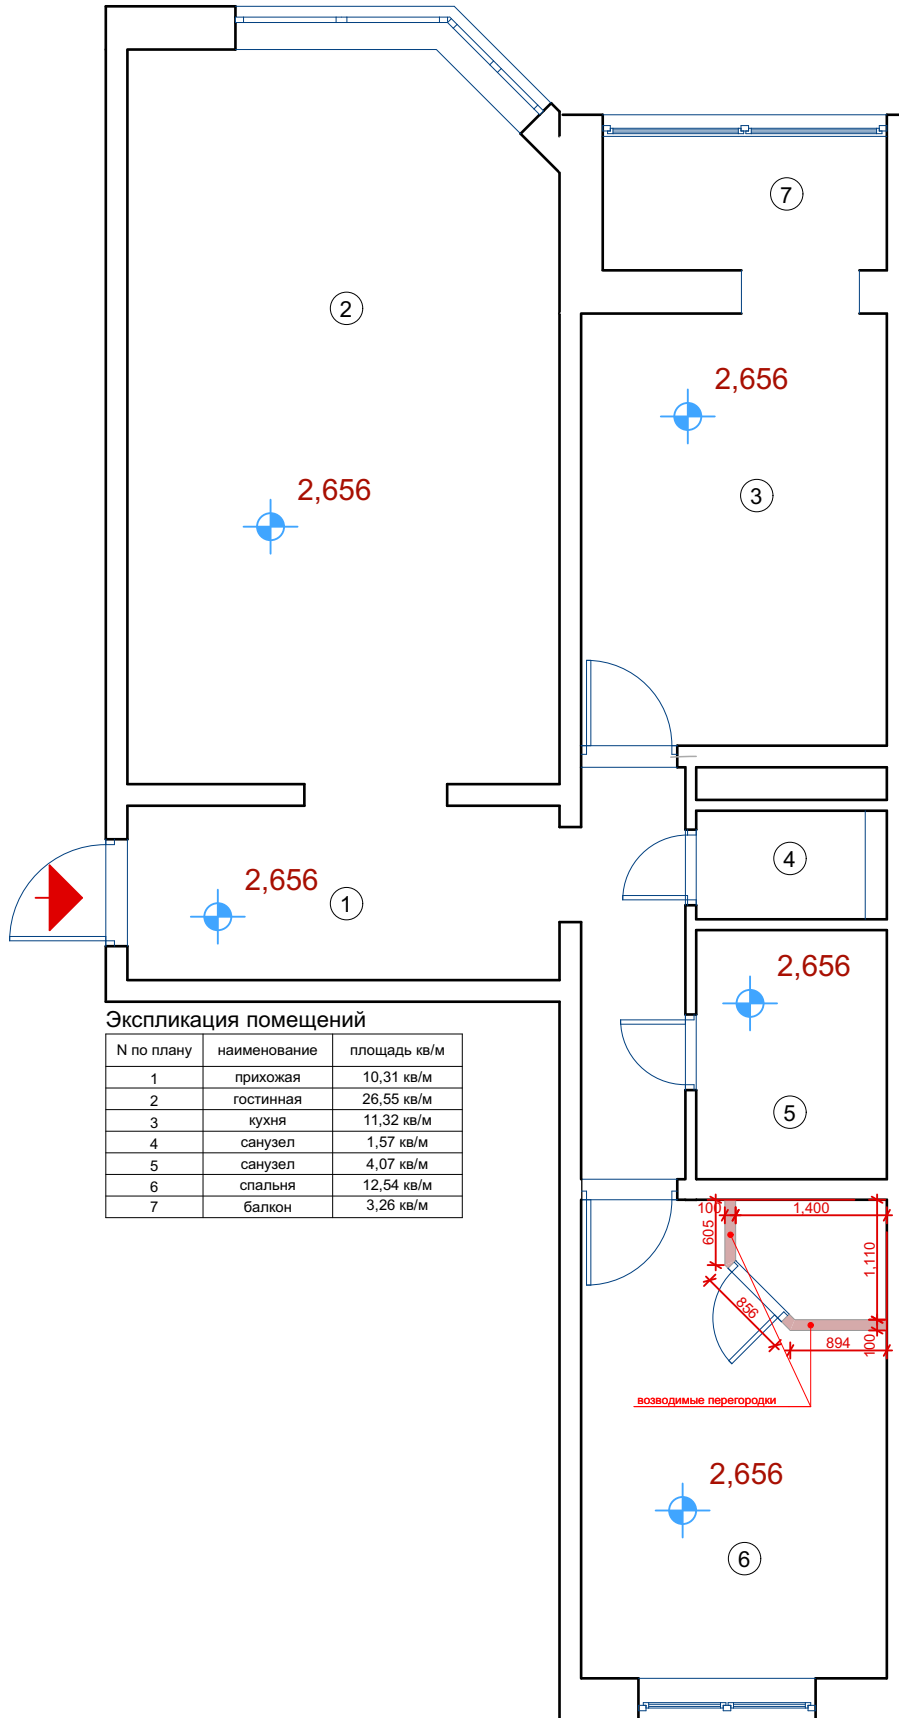 7
2
2,656
3
2,656
4
2,656
1
2,656
Экспликация помещений
N по плану наименование площадь кв/м
1 прихожая 10,31 кв/м
2 гостинная 26,55 кв/м
3 кухня 11,32 кв/м
4 санузел 1,57 кв/м
5 санузел 4,07 кв/м
6 спальня 12,54 кв/м
7 балкон 3,26 кв/м
5
100 1,400
605
1,110
856
894
100
возводимые перегородки
2,656
6